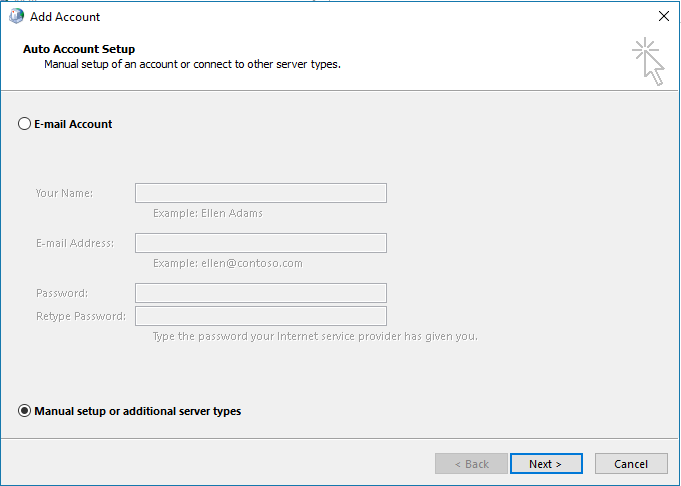 Add Account
Auto Account Setup
Manual setup of an account or connect to other server types.
E-mail Account
Your Name:
Example: Ellen Adams
E-mail Address:
Example: ellen@contoso.com
Password:
Retype Password:
Type the password your Internet service provider has given you.
Manual setup or additional server types
< Back
Next >
Cancel